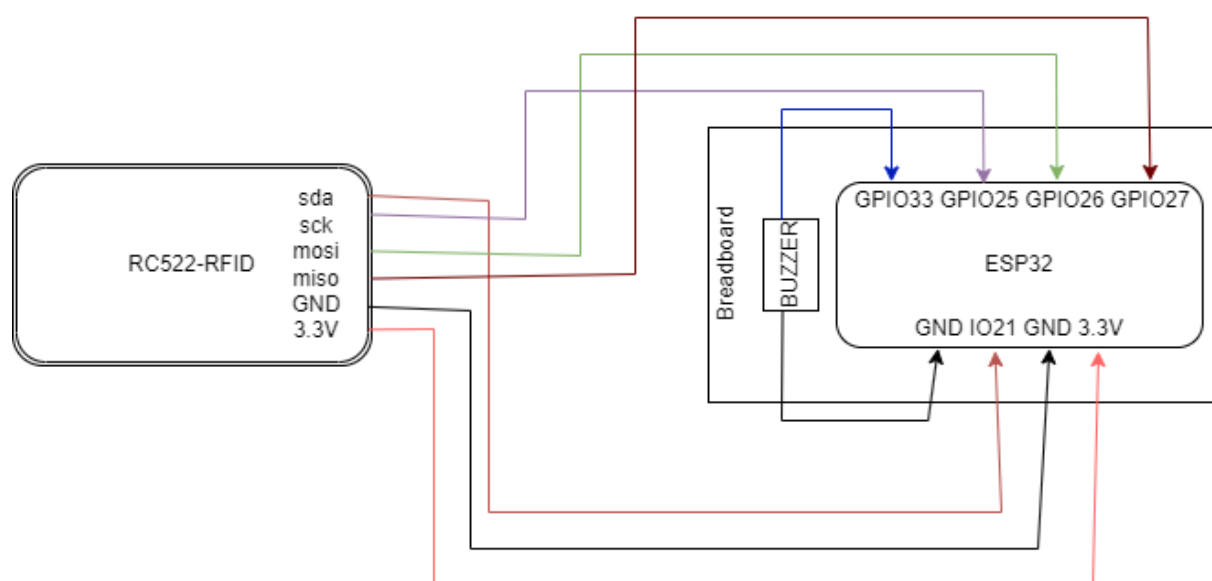 RC522-RFID
sda
sck
mosi
miso
GND
3.3V
Breadboard
BUZZER
GPIO33 GPIO25 GPIO26 GPIO27
ESP32
GND IO21 GND 3.3V